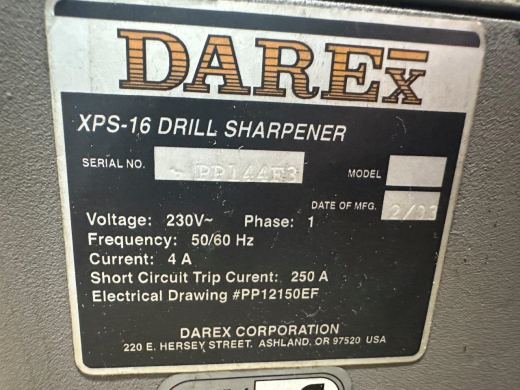 DAREX
XPS-16 DRILL SHARPENER
SERIAL NO. PP144F3
MODEL
DATE OF MFG. 2/03
Voltage: 230V~ Phase: 1
Frequency: 50/60 Hz
Current: 4 A
Short Circuit Trip Curent: 250 A
Electrical Drawing #PP12150EF
DAREX CORPORATION
220 E. HERSEY STREET. ASHLAND. OR 97520 USA